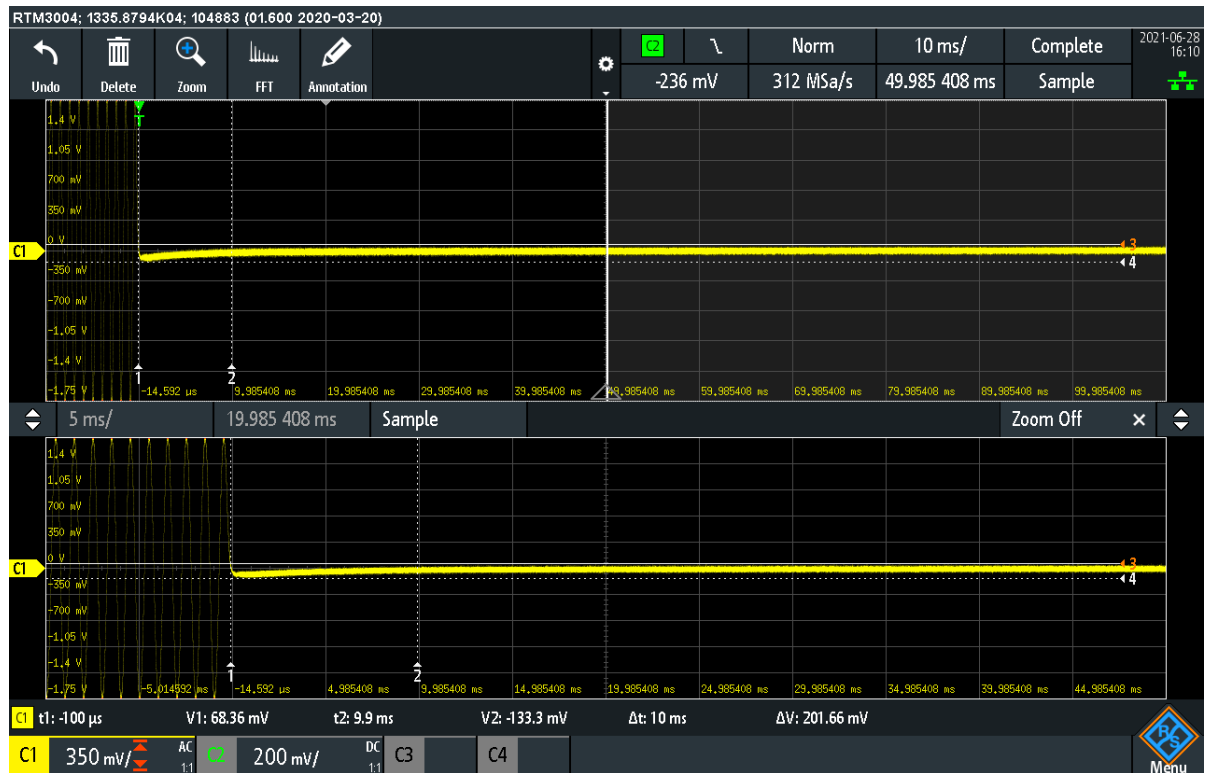 RTM3004; 1335.8794K04; 104883 (01.600 2020-03-20)
Undo Delete Zoom FFT Annotation
C2 Norm 10 ms/ Complete
-236 mV 312 MSa/s 49.985 408 ms Sample
2021-06-28
16:10
T
1.4 V
1.05 V
700 mV
350 mV
0 V
C1
3
-350 mV
4
-700 mV
-1.05 V
-1.4 V
1 2
-1.75 V -14.592 µs 9.985408 ms 19.985408 ms 29.985408 ms 39.985408 ms 49.985408 ms 59.985408 ms 69.985408 ms 79.985408 ms 89.985408 ms 99.985408 ms
5 ms/ 19.985 408 ms Sample Zoom Off ×
1.4 V
1.05 V
700 mV
350 mV
0 V
C1
3
-350 mV
4
-700 mV
-1.05 V
-1.4 V
1 2
-1.75 V -5.014592 ms -14.592 µs 4.985408 ms 9.985408 ms 14.985408 ms 19.985408 ms 24.985408 ms 29.985408 ms 34.985408 ms 39.985408 ms 44.985408 ms
C1 t1: -100 µs V1: 68.36 mV t2: 9.9 ms V2: -133.3 mV Δt: 10 ms ΔV: 201.66 mV
C1 350 mV/ AC 1:1 C2 200 mV/ DC 1:1 C3 C4
R&S
Menu